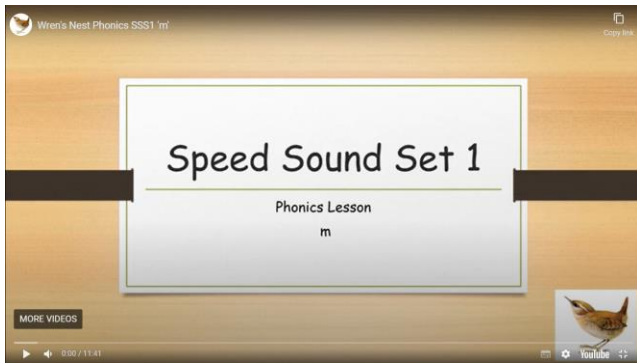 Wren's Nest Phonics SSS1 'm'
Copy link
Speed Sound Set 1
Phonics Lesson
m
MORE VIDEOS
0:00 / 11:41
YouTube